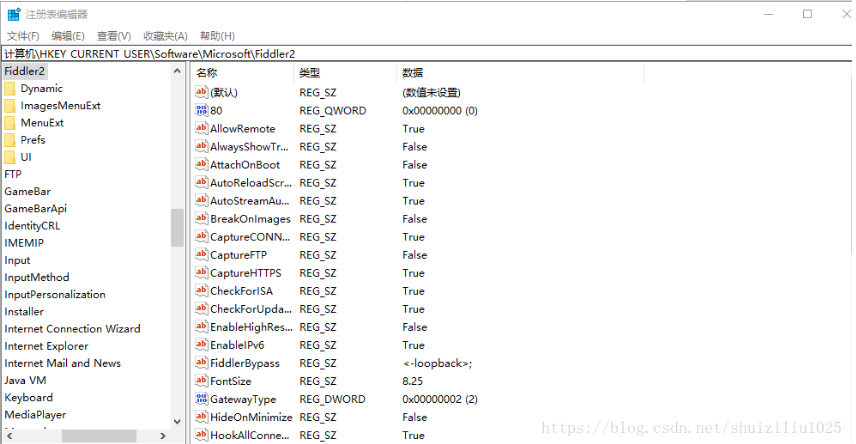 注册表编辑器
文件(F) 编辑(E) 查看(V) 收藏夹(A) 帮助(H)
计算机\HKEY_CURRENT_USER\Software\Microsoft\Fiddler2
Fiddler2
Dynamic
ImagesMenuExt
MenuExt
Prefs
UI
FTP
GameBar
GameBarApi
IdentityCRL
IMEMIP
Input
InputMethod
InputPersonalization
Installer
Internet Connection Wizard
Internet Explorer
Internet Mail and News
Java VM
Keyboard
MediaPlayer
名称 类型 数据
(默认) REG_SZ (数值未设置)
80 REG_QWORD 0x00000000 (0)
AllowRemote REG_SZ True
AlwaysShowTr... REG_SZ False
AttachOnBoot REG_SZ False
AutoReloadScr... REG_SZ True
AutoStreamAu... REG_SZ True
BreakOnImages REG_SZ False
CaptureCONN... REG_SZ True
CaptureFTP REG_SZ False
CaptureHTTPS REG_SZ True
CheckForISA REG_SZ True
CheckForUpda... REG_SZ True
EnableHighRes... REG_SZ False
EnableIPv6 REG_SZ True
FiddlerBypass REG_SZ <-loopback>;
FontSize REG_SZ 8.25
GatewayType REG_DWORD 0x00000002 (2)
HideOnMinimize REG_SZ False
HookAllConne... REG_SZ True
https://blog.csdn.net/shuiziliu1025